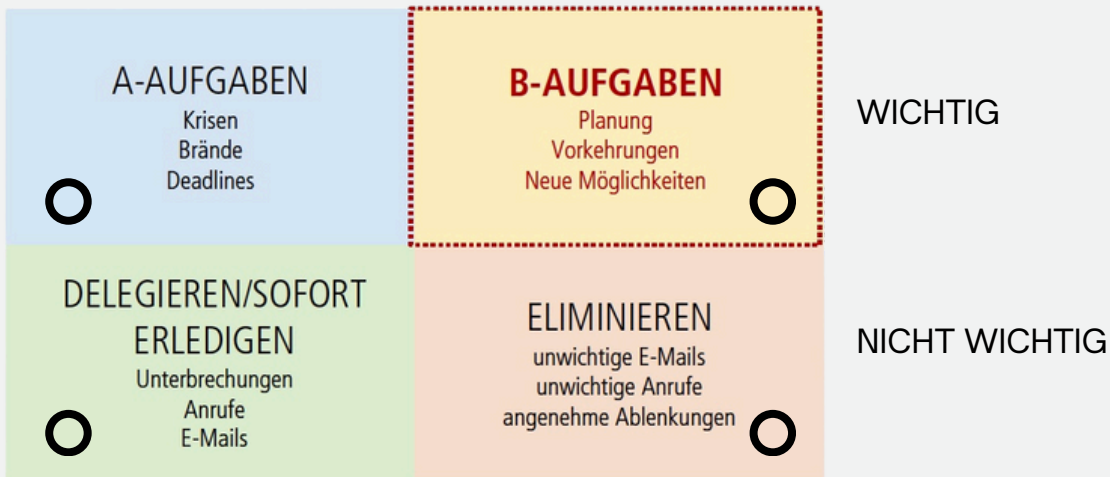 A-AUFGABEN
Krisen
Brände
Deadlines
B-AUFGABEN
Planung
Vorkehrungen
Neue Möglichkeiten
WICHTIG
DELEGIEREN/SOFORT
ERLEDIGEN
Unterbrechungen
Anrufe
E-Mails
ELIMINIEREN
unwichtige E-Mails
unwichtige Anrufe
angenehme Ablenkungen
NICHT WICHTIG